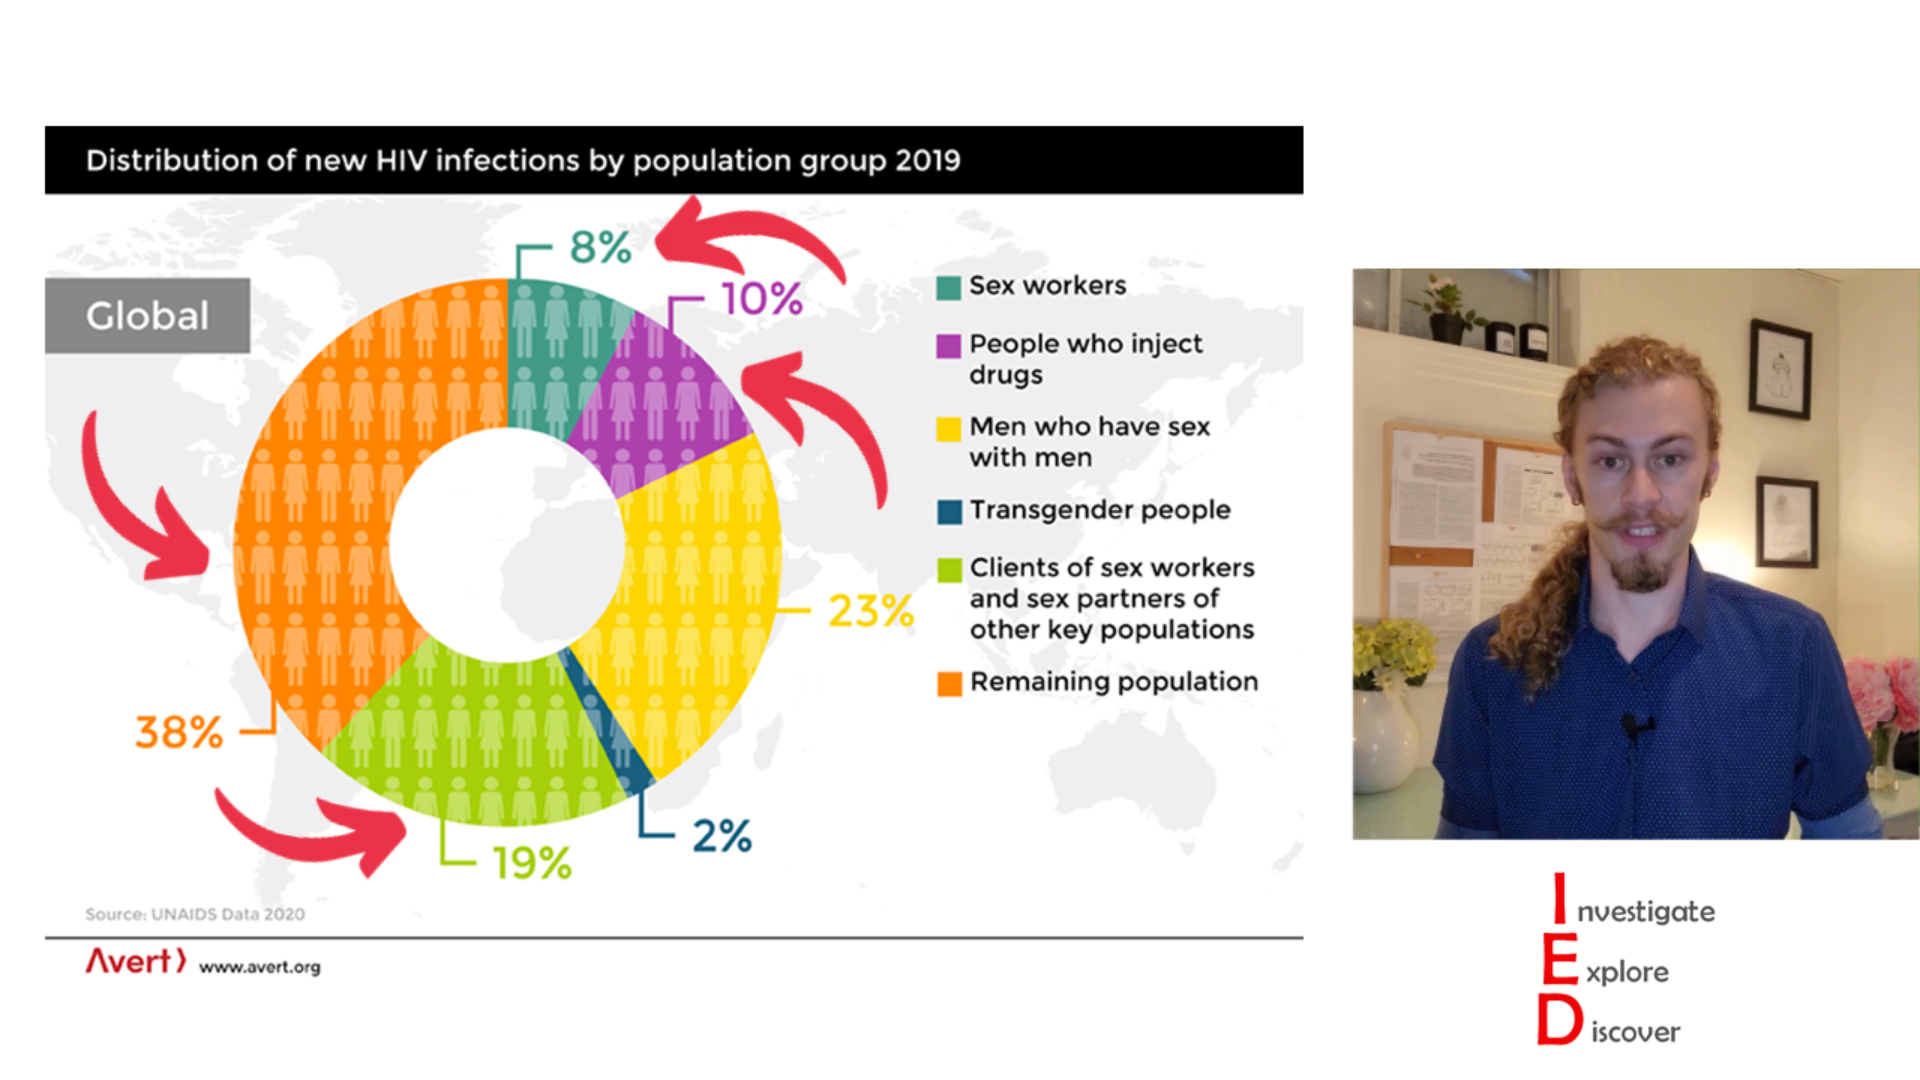 Distribution of new HIV infections by population group 2019
Global
8%
10%
23%
2%
19%
38%
Sex workers
People who inject
drugs
Men who have sex
with men
Transgender people
Clients of sex workers
and sex partners of
other key populations
Remaining population
Source: UNAIDS Data 2020
Avert) www.avert.org
Investigate
Explore
Discover